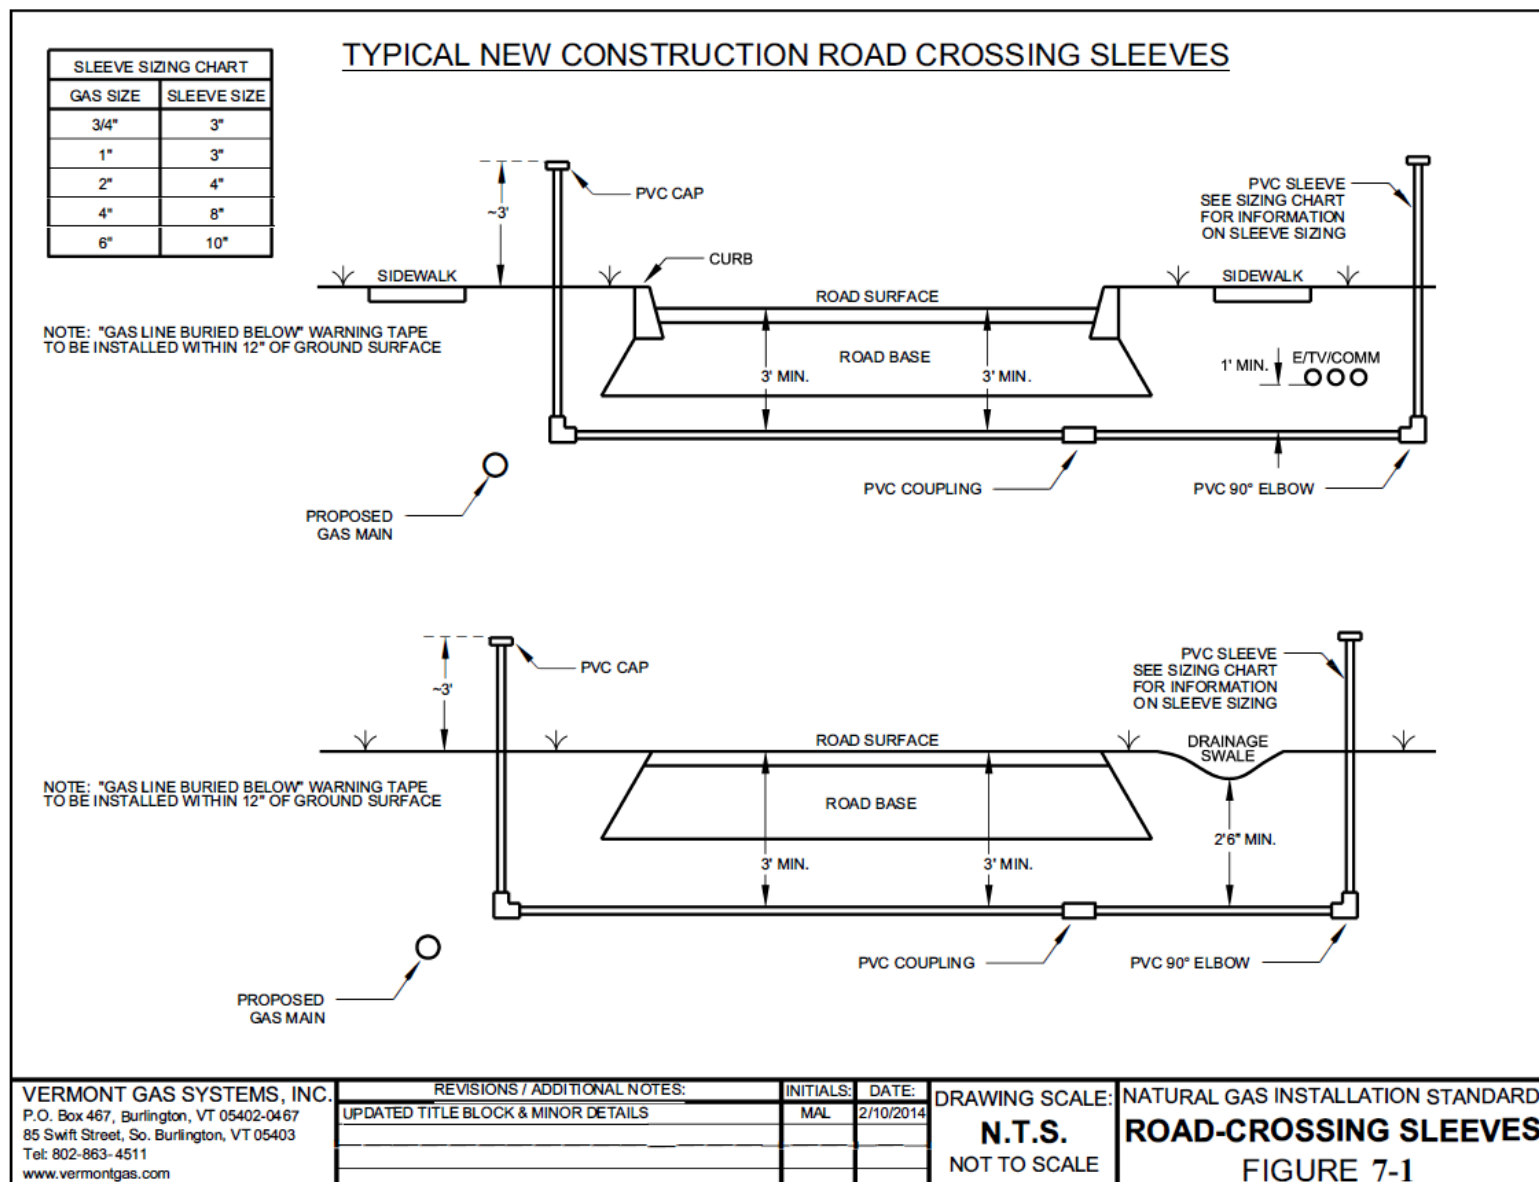 TYPICAL NEW CONSTRUCTION ROAD CROSSING SLEEVES
SLEEVE SIZING CHART
GAS SIZE SLEEVE SIZE
3/4" 3"
1" 3"
2" 4"
4" 8"
6" 10"
~3'
PVC CAP
PVC SLEEVE
SEE SIZING CHART
FOR INFORMATION
ON SLEEVE SIZING
CURB
SIDEWALK
ROAD SURFACE
SIDEWALK
NOTE: "GAS LINE BURIED BELOW" WARNING TAPE
TO BE INSTALLED WITHIN 12" OF GROUND SURFACE
ROAD BASE
1' MIN.
E/TV/COMM
3' MIN.
3' MIN.
PROPOSED
GAS MAIN
PVC COUPLING
PVC 90° ELBOW
~3'
PVC CAP
PVC SLEEVE
SEE SIZING CHART
FOR INFORMATION
ON SLEEVE SIZING
ROAD SURFACE
DRAINAGE
SWALE
NOTE: "GAS LINE BURIED BELOW" WARNING TAPE
TO BE INSTALLED WITHIN 12" OF GROUND SURFACE
ROAD BASE
2'6" MIN.
3' MIN.
3' MIN.
PROPOSED
GAS MAIN
PVC COUPLING
PVC 90° ELBOW
VERMONT GAS SYSTEMS, INC.
P.O. Box 467, Burlington, VT 05402-0467
85 Swift Street, So. Burlington, VT 05403
Tel: 802-863-4511
www.vermontgas.com
REVISIONS / ADDITIONAL NOTES: INITIALS: DATE:
UPDATED TITLE BLOCK & MINOR DETAILS MAL 2/10/2014
DRAWING SCALE:
N.T.S.
NOT TO SCALE
NATURAL GAS INSTALLATION STANDARD
ROAD-CROSSING SLEEVES
FIGURE 7-1